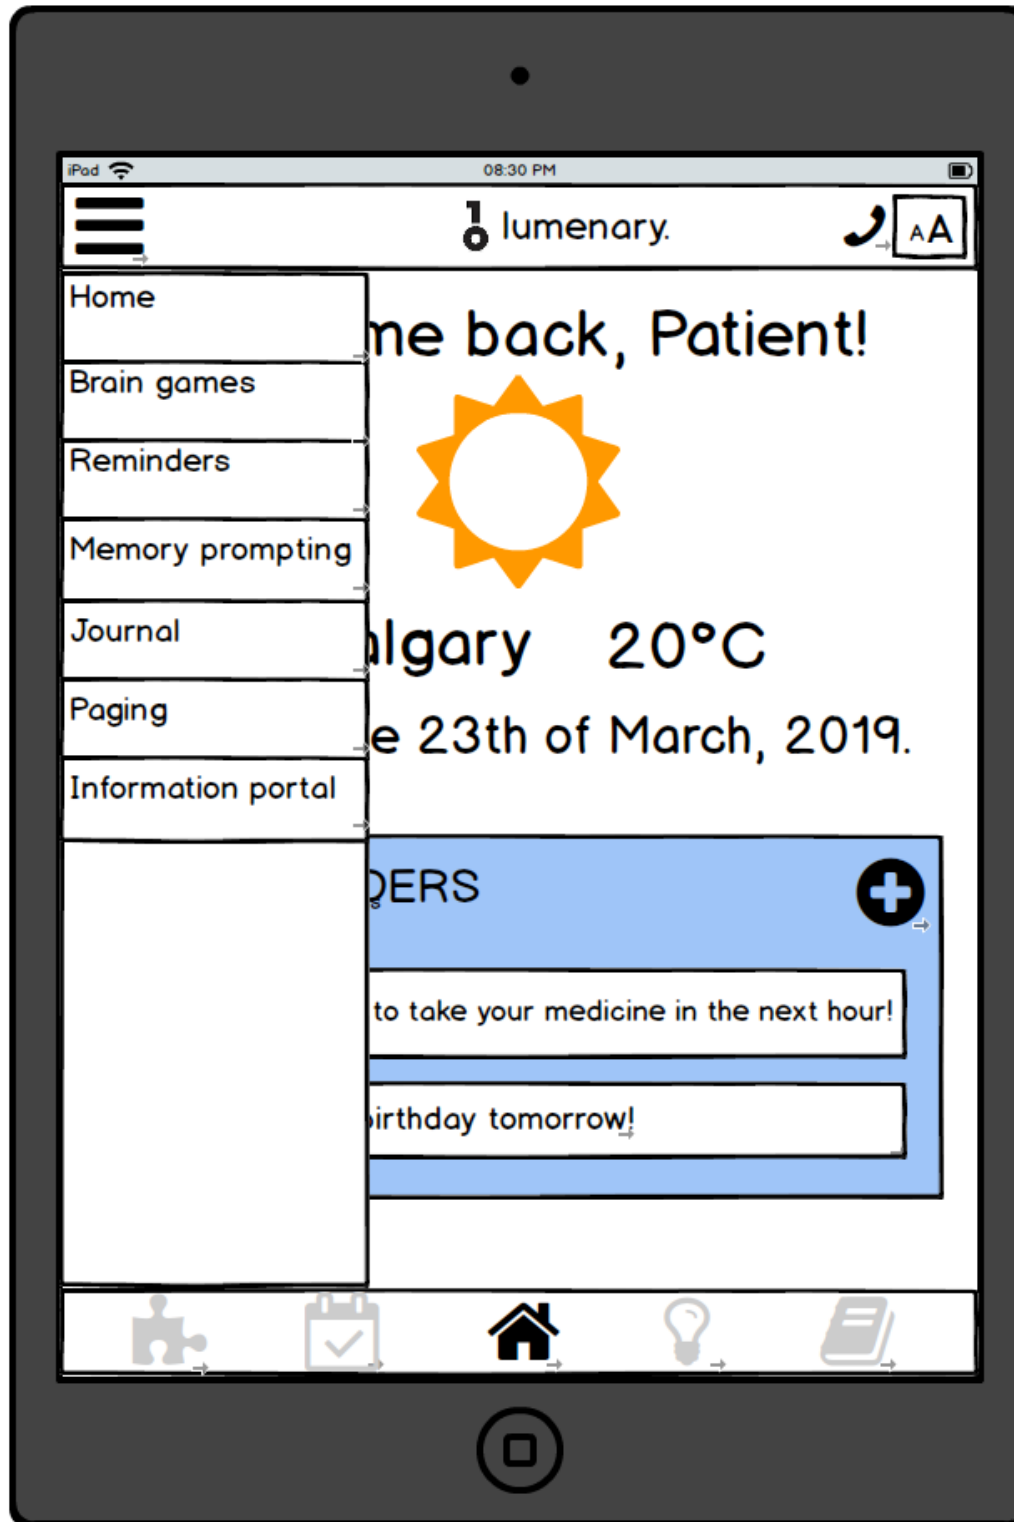 iPad 08:30 PM
lumenary. AA
Home
me back, Patient!
Brain games
Reminders
Memory prompting
Journal
lgary 20°C
Paging
e 23th of March, 2019.
Information portal
DERS
to take your medicine in the next hour!
irthday tomorrow!